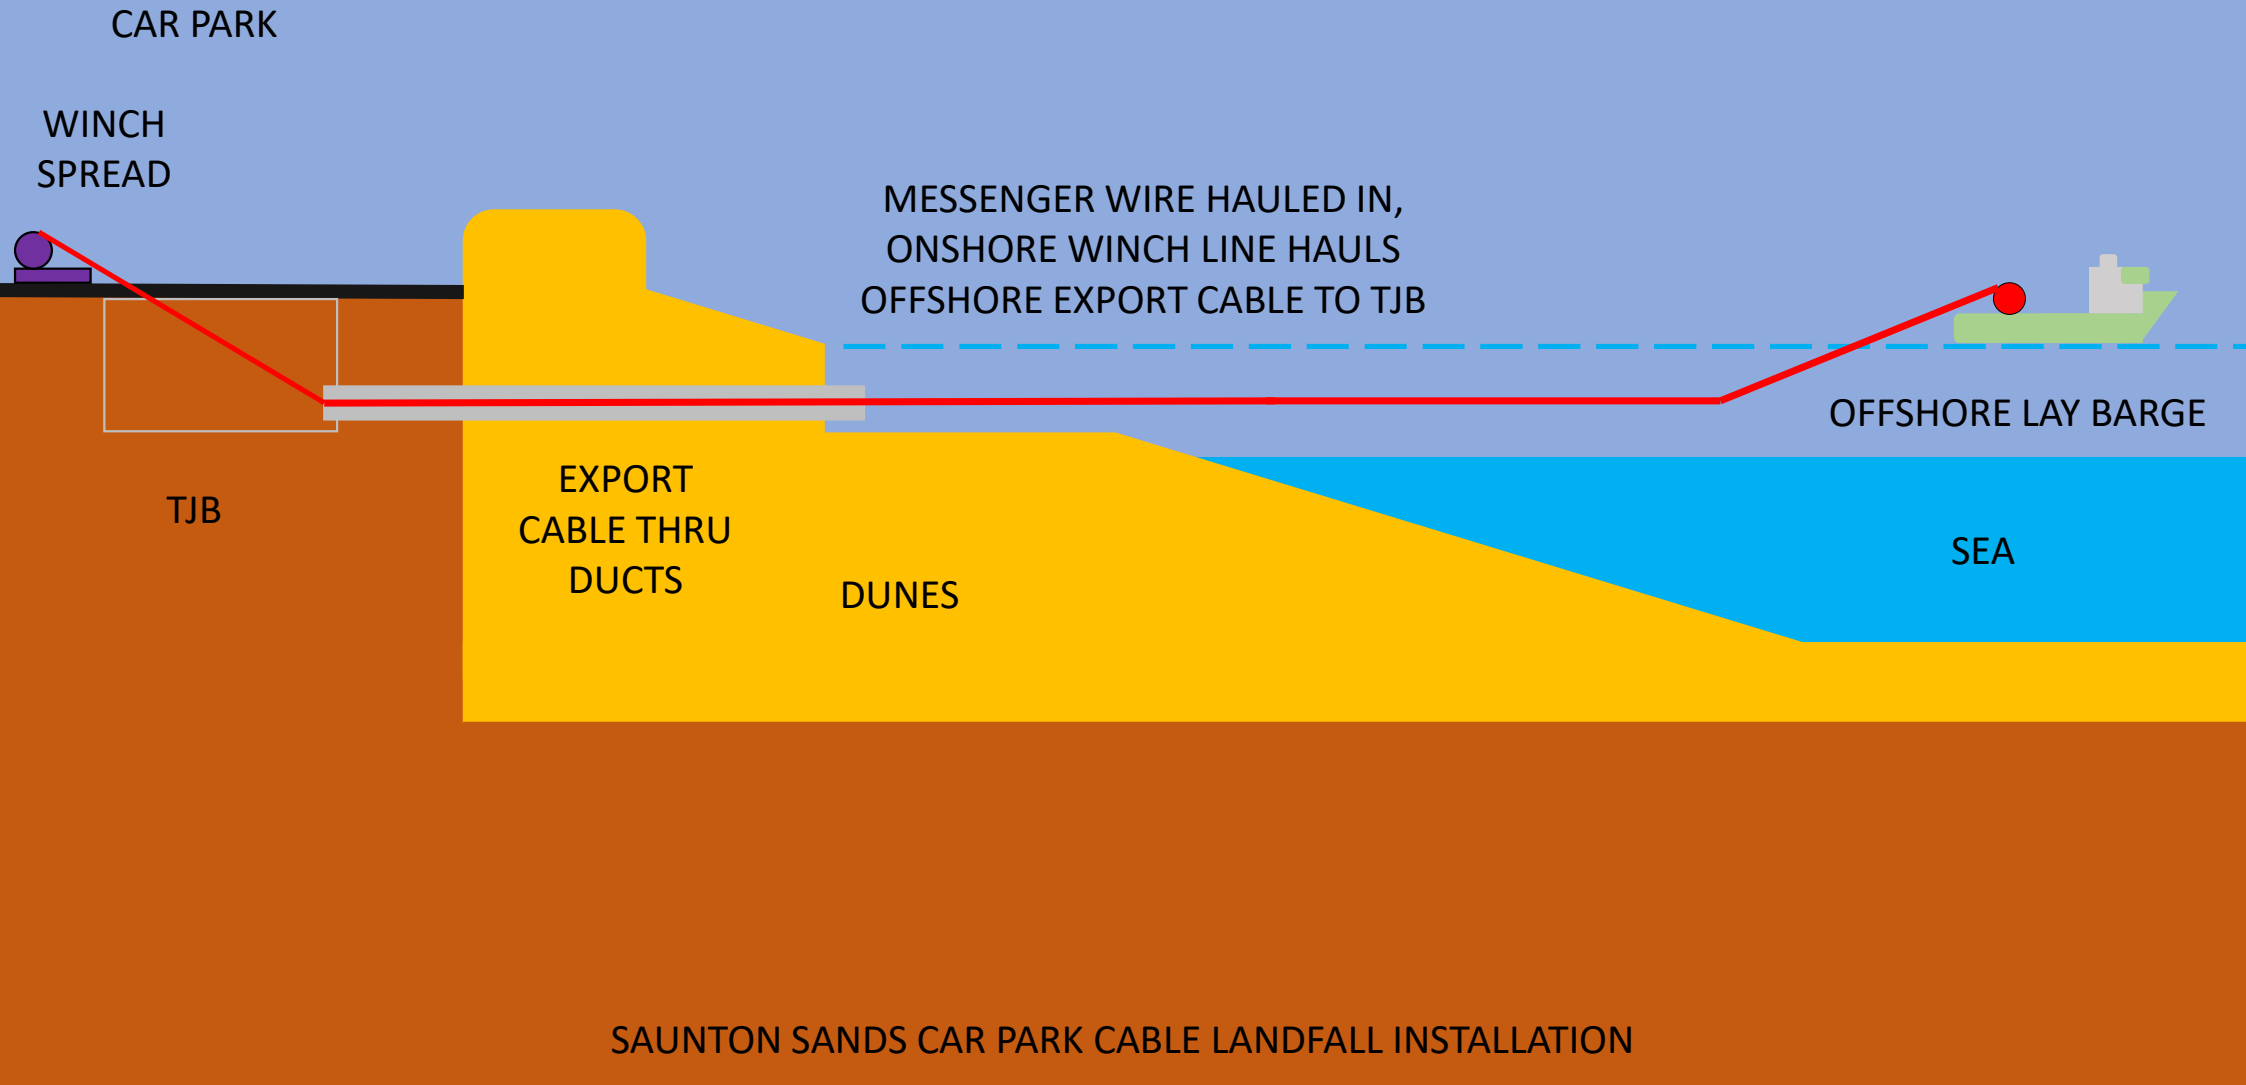 CAR PARK
WINCH
SPREAD
MESSENGER WIRE HAULED IN,
ONSHORE WINCH LINE HAULS
OFFSHORE EXPORT CABLE TO TJB
OFFSHORE LAY BARGE
TJB
EXPORT
CABLE THRU
DUCTS
DUNES
SEA
SAUNTON SANDS CAR PARK CABLE LANDFALL INSTALLATION